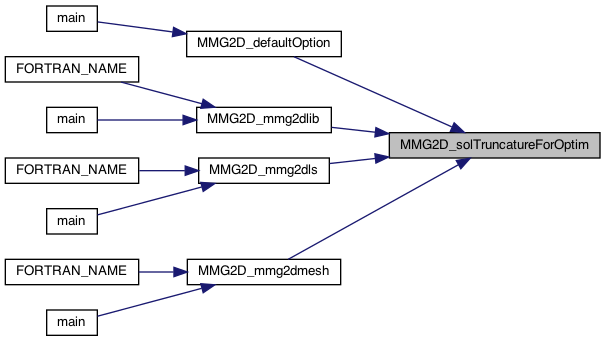 main
MMG2D_defaultOption
FORTRAN_NAME
main
MMG2D_mmg2dlib
MMG2D_solTruncatureForOptim
FORTRAN_NAME
MMG2D_mmg2dls
main
FORTRAN_NAME
MMG2D_mmg2dmesh
main